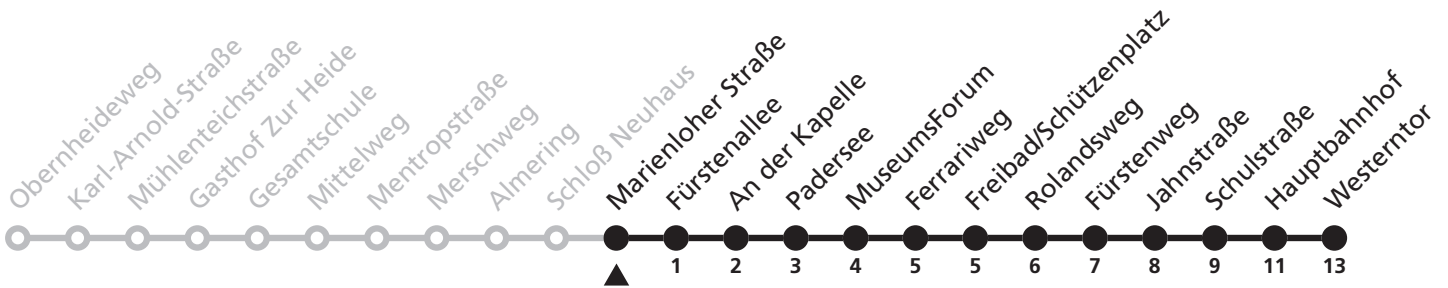 Obernheideweg
Karl-Arnold-Straße
Mühlenteichstraße
Gasthof Zur Heide
Gesamtschule
Mittelweg
Mentropstraße
Merschweg
Almering
Schloß Neuhaus
Marienloher Straße
Fürstenallee
An der Kapelle
Padersee
MuseumsForum
Ferrariweg
Freibad/Schützenplatz
Rolandsweg
Fürstenweg
Jahnstraße
Schulstraße
Hauptbahnhof
Westerntor
1 2 3 4 5 5 6 7 8 9 11 13